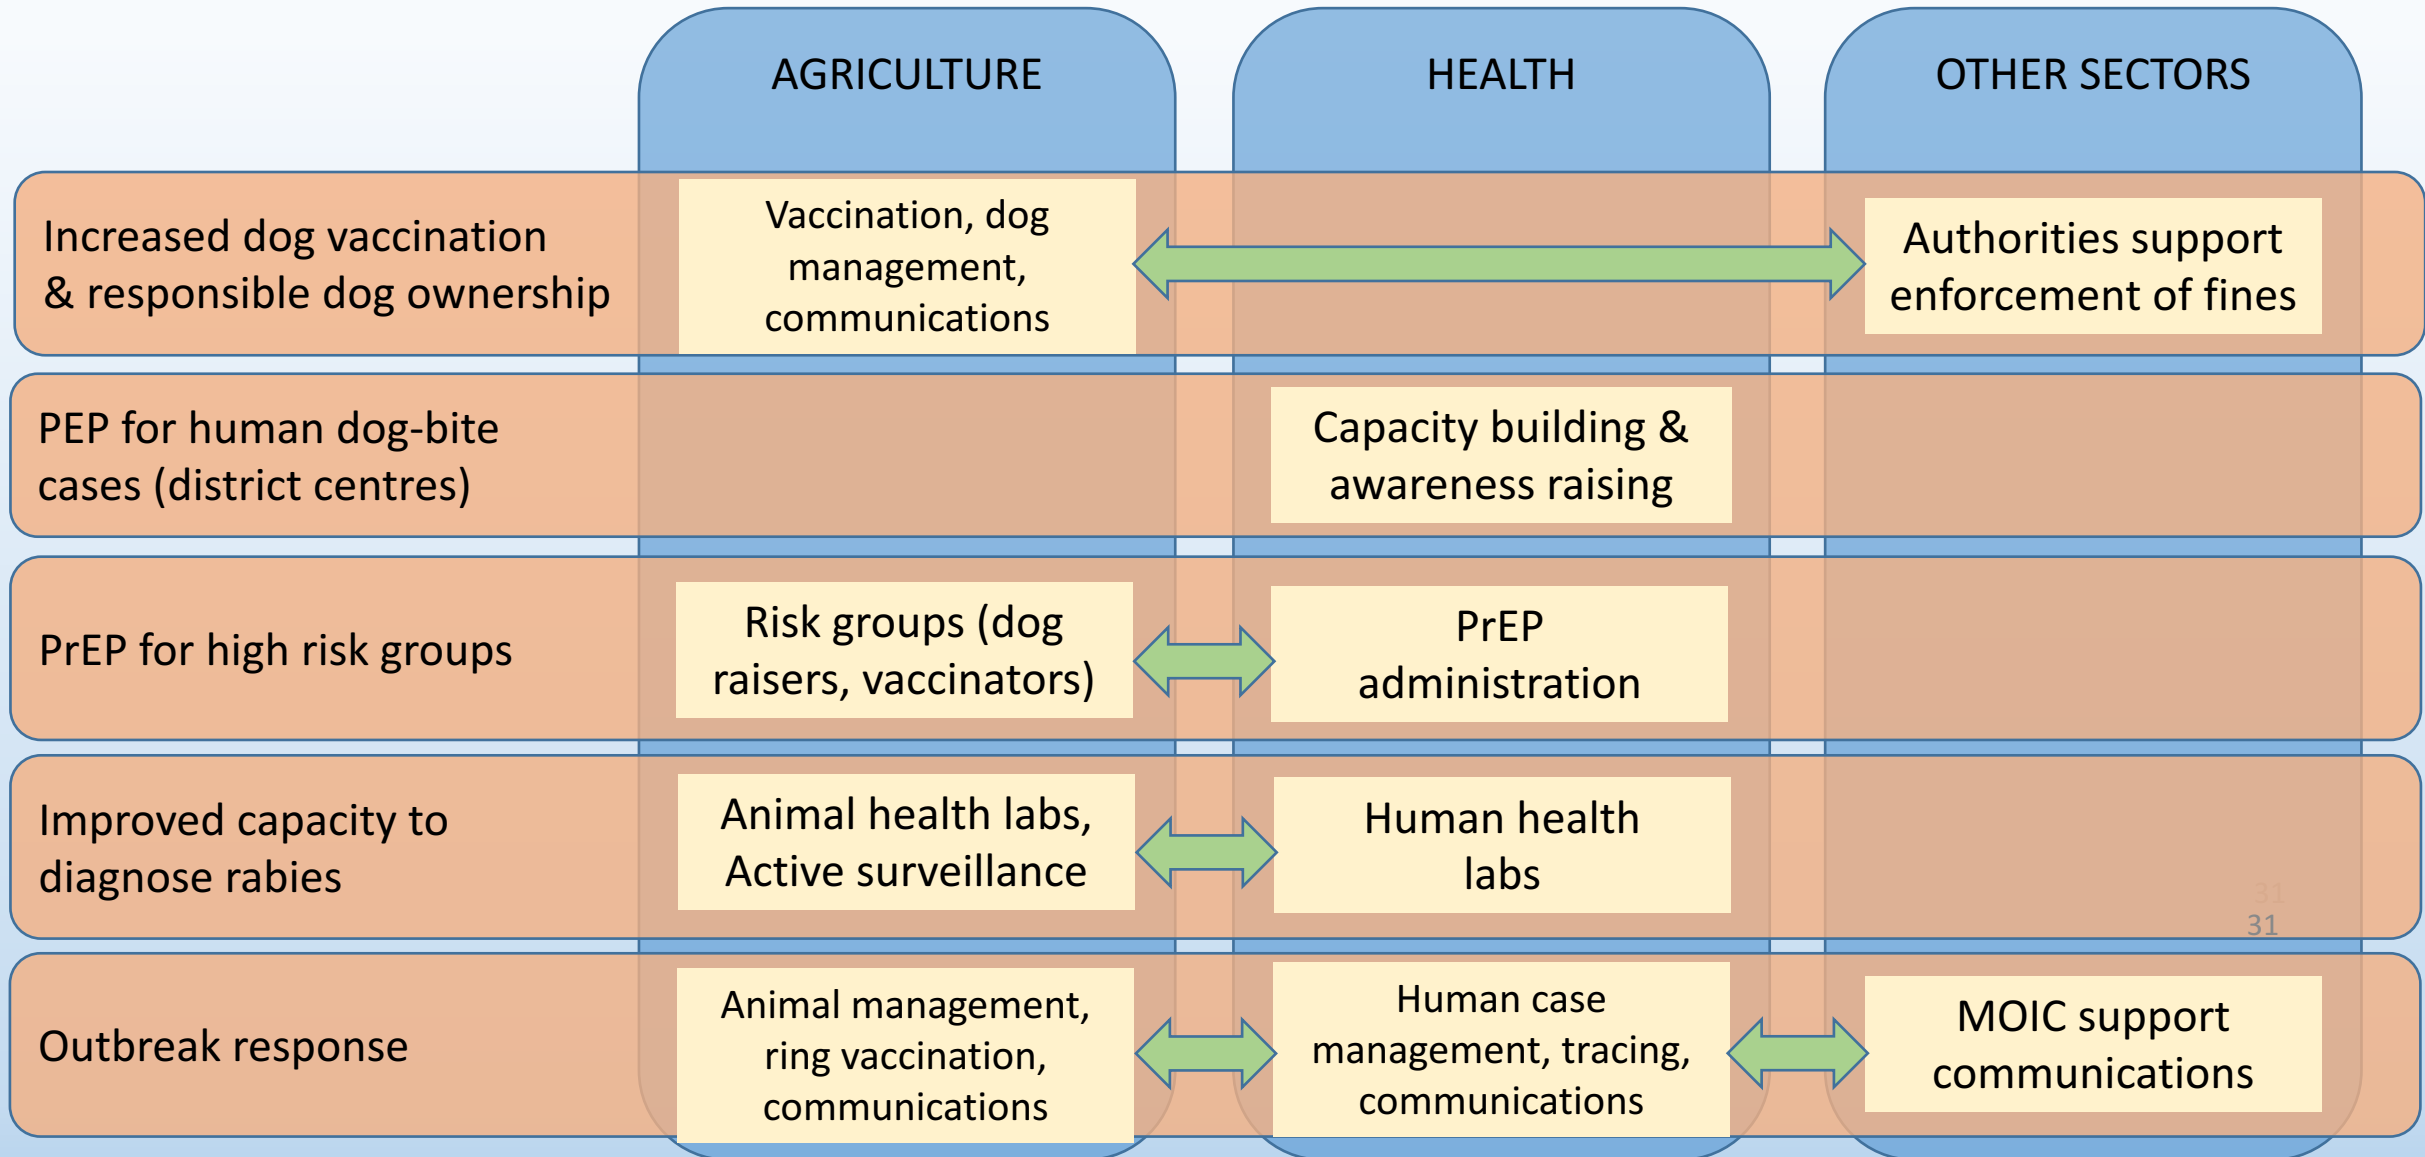 AGRICULTURE
HEALTH
OTHER SECTORS
Increased dog vaccination
& responsible dog ownership
Vaccination, dog
management,
communications
Authorities support
enforcement of fines
PEP for human dog-bite
cases (district centres)
Capacity building &
awareness raising
PrEP for high risk groups
Risk groups (dog
raisers, vaccinators)
PrEP
administration
Improved capacity to
diagnose rabies
Animal health labs,
Active surveillance
Human health
labs
31
31
Outbreak response
Animal management,
ring vaccination,
communications
Human case
management, tracing,
communications
MOIC support
communications